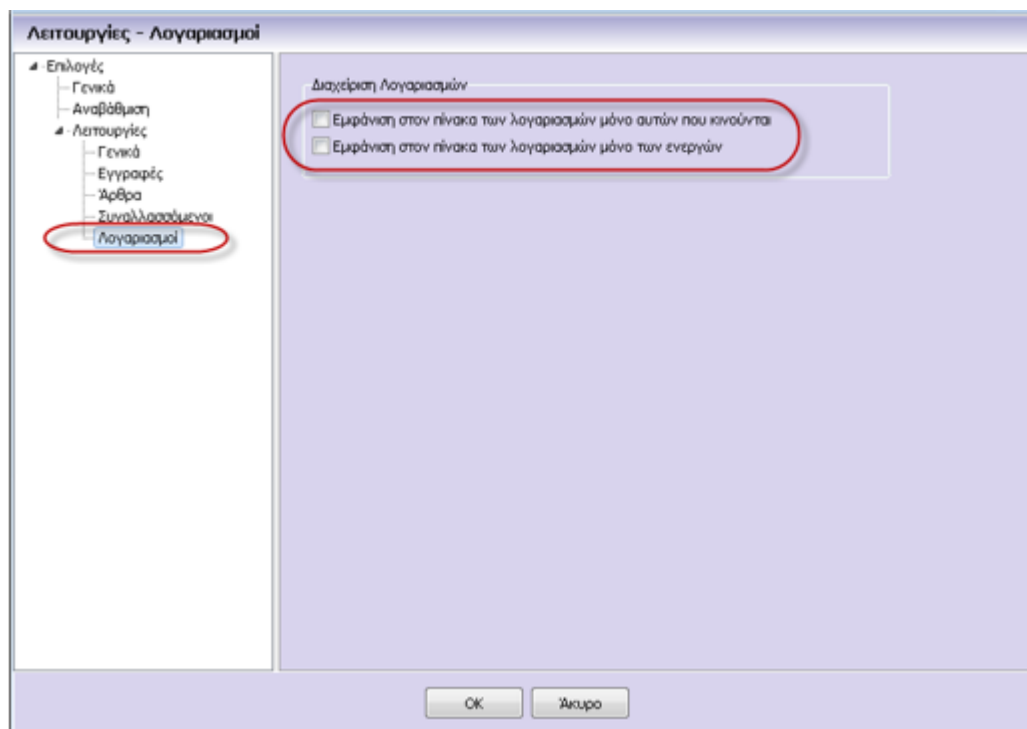 Λειτουργίες - Λογαριασμοί
Επιλογές
Γενικά
Αναβάθμιση
Λειτουργίες
Γενικά
Εγγραφές
Άρθρα
Συναλλασσόμενοι
Λογαριασμοί
Διαχείριση Λογαριασμών
Εμφάνιση στον πίνακα των λογαριασμών μόνο αυτών που κινούνται
Εμφάνιση στον πίνακα των λογαριασμών μόνο των ενεργών
OK Άκυρο